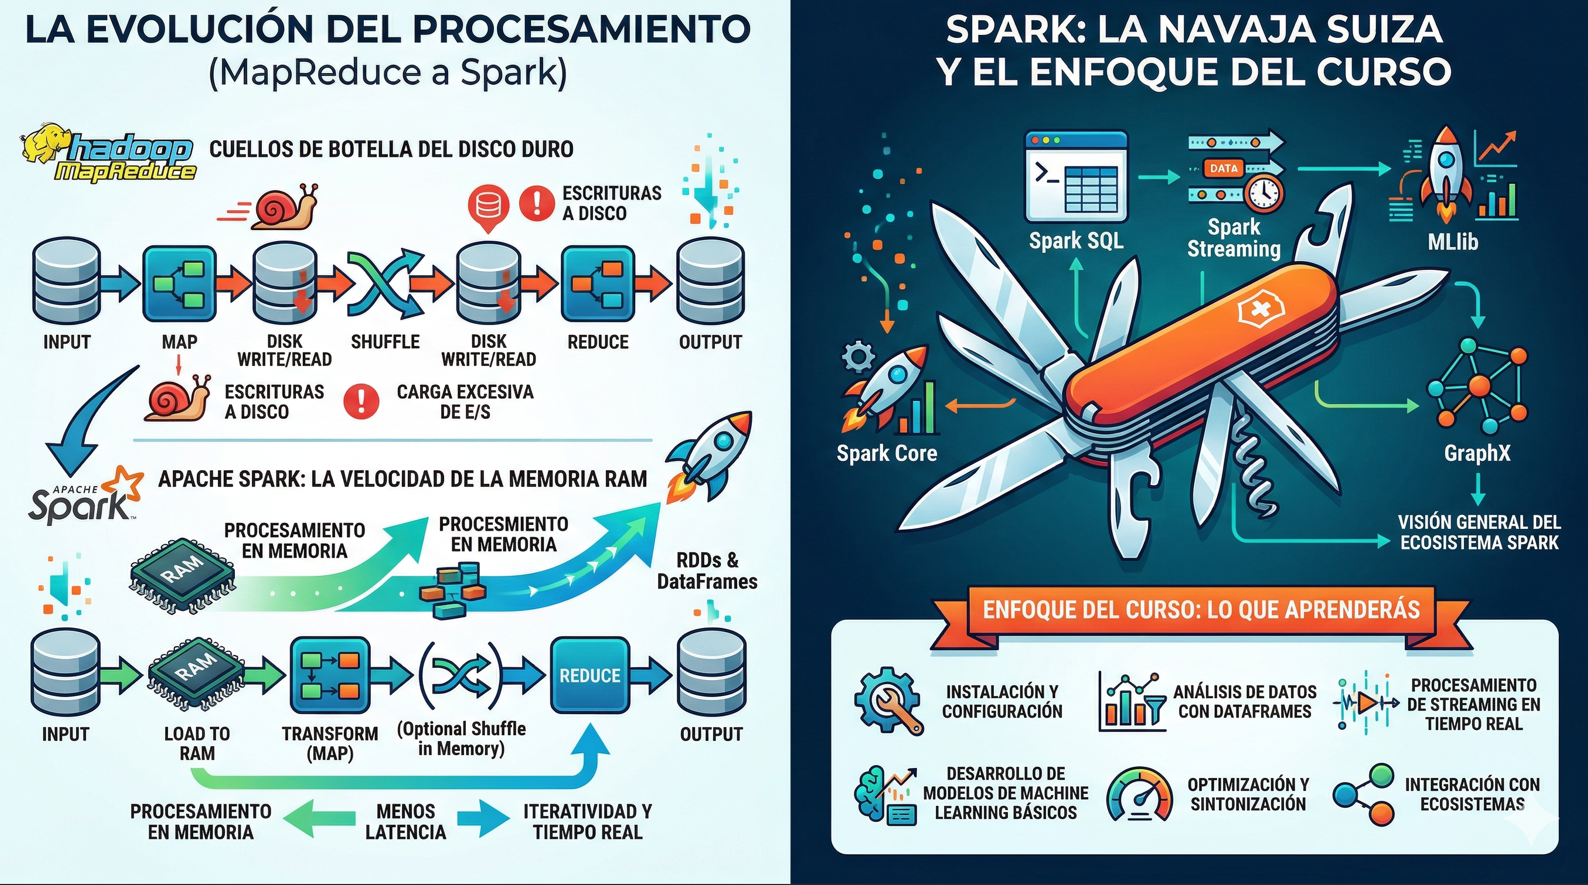 LA EVOLUCIÓN DEL PROCESAMIENTO
(MapReduce a Spark)
hadoop
MapReduce
CUELLOS DE BOTELLA DEL DISCO DURO
ESCRITURAS
A DISCO
INPUT
MAP
DISK
WRITE/READ
SHUFFLE
DISK
WRITE/READ
REDUCE
OUTPUT
ESCRITURAS
A DISCO
CARGA EXCESIVA
DE E/S
APACHE
Spark™
APACHE SPARK: LA VELOCIDAD DE LA MEMORIA RAM
PROCESAMIENTO
EN MEMORIA
PROCESMIENTO
EN MEMORIA
RAM
RDDs &
DataFrames
RAM
REDUCE
INPUT
LOAD TO
RAM
TRANSFORM
(MAP)
(Optional Shuffle
in Memory)
OUTPUT
PROCESAMIENTO
EN MEMORIA
MENOS
LATENCIA
ITERATIVIDAD Y
TIEMPO REAL
SPARK: LA NAVAJA SUIZA
Y EL ENFOQUE DEL CURSO
DATA
Spark SQL
Spark
Streaming
MLlib
Spark Core
GraphX
VISIÓN GENERAL DEL
ECOSISTEMA SPARK
ENFOQUE DEL CURSO: LO QUE APRENDERÁS
INSTALACIÓN Y
CONFIGURACIÓN
ANÁLISIS DE DATOS
CON DATAFRAMES
PROCESAMIENTO
DE STREAMING EN
TIEMPO REAL
DESARROLLO DE
MODELOS DE MACHINE
LEARNING BÁSICOS
OPTIMIZACIÓN Y
SINTONIZACIÓN
INTEGRACIÓN CON
ECOSISTEMAS